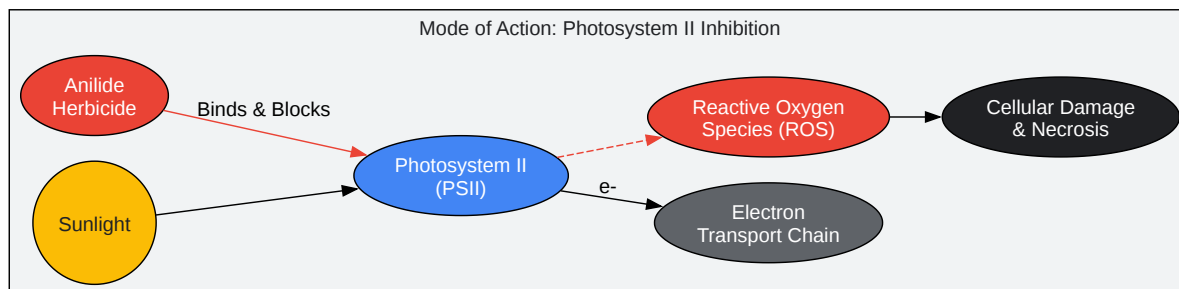 Mode of Action: Photosystem II Inhibition
Anilide
Herbicide
Binds & Blocks
Sunlight
Photosystem II
(PSII)
Reactive Oxygen
Species (ROS)
Cellular Damage
& Necrosis
e-
Electron
Transport Chain